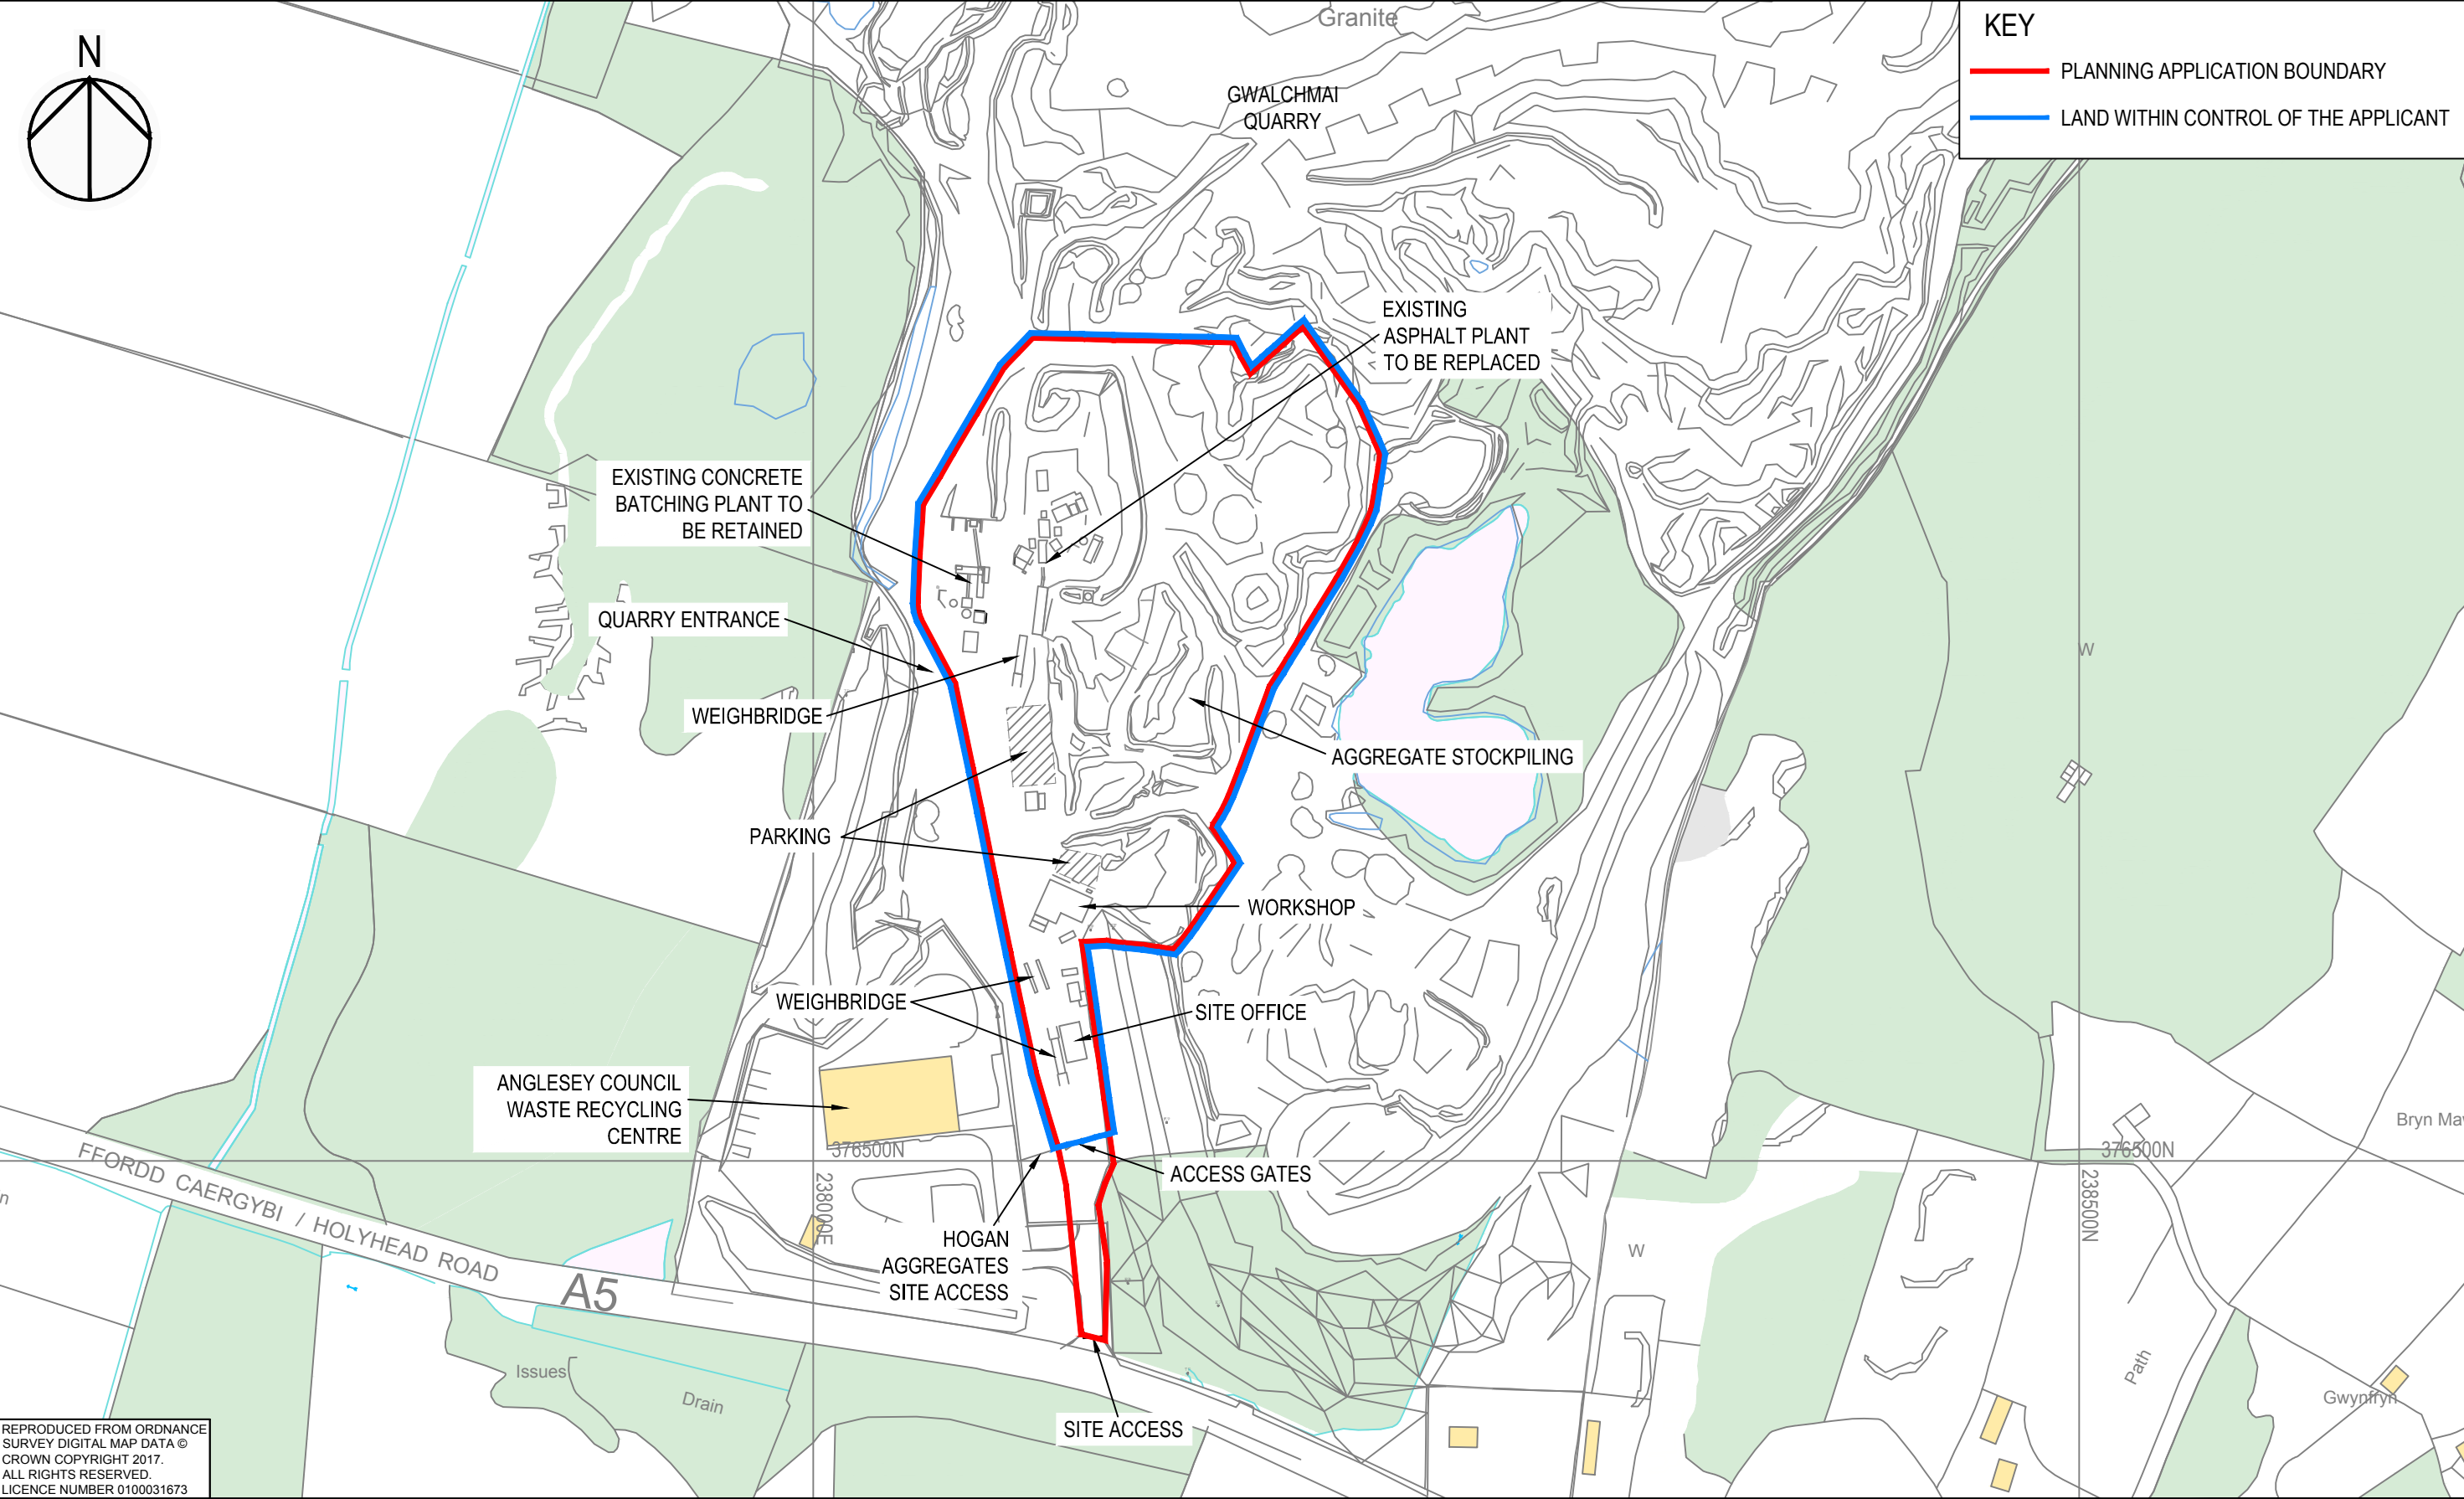 N
Granite
KEY
PLANNING APPLICATION BOUNDARY
LAND WITHIN CONTROL OF THE APPLICANT
GWALCHMAI
QUARRY
EXISTING
ASPHALT PLANT
TO BE REPLACED
EXISTING CONCRETE
BATCHING PLANT TO
BE RETAINED
QUARRY ENTRANCE
WEIGHBRIDGE
W
AGGREGATE STOCKPILING
PARKING
WORKSHOP
WEIGHBRIDGE
SITE OFFICE
ANGLESEY COUNCIL
WASTE RECYCLING
CENTRE
376500N
376500N
ACCESS GATES
238000E
238500N
FFORDD CAERGYBI / HOLYHEAD ROAD
A5
HOGAN
AGGREGATES
SITE ACCESS
W
Issues
Drain
Path
Gwynffryn
SITE ACCESS
REPRODUCED FROM ORDNANCE
SURVEY DIGITAL MAP DATA ©
CROWN COPYRIGHT 2017.
ALL RIGHTS RESERVED.
LICENCE NUMBER 0100031673
Bryn